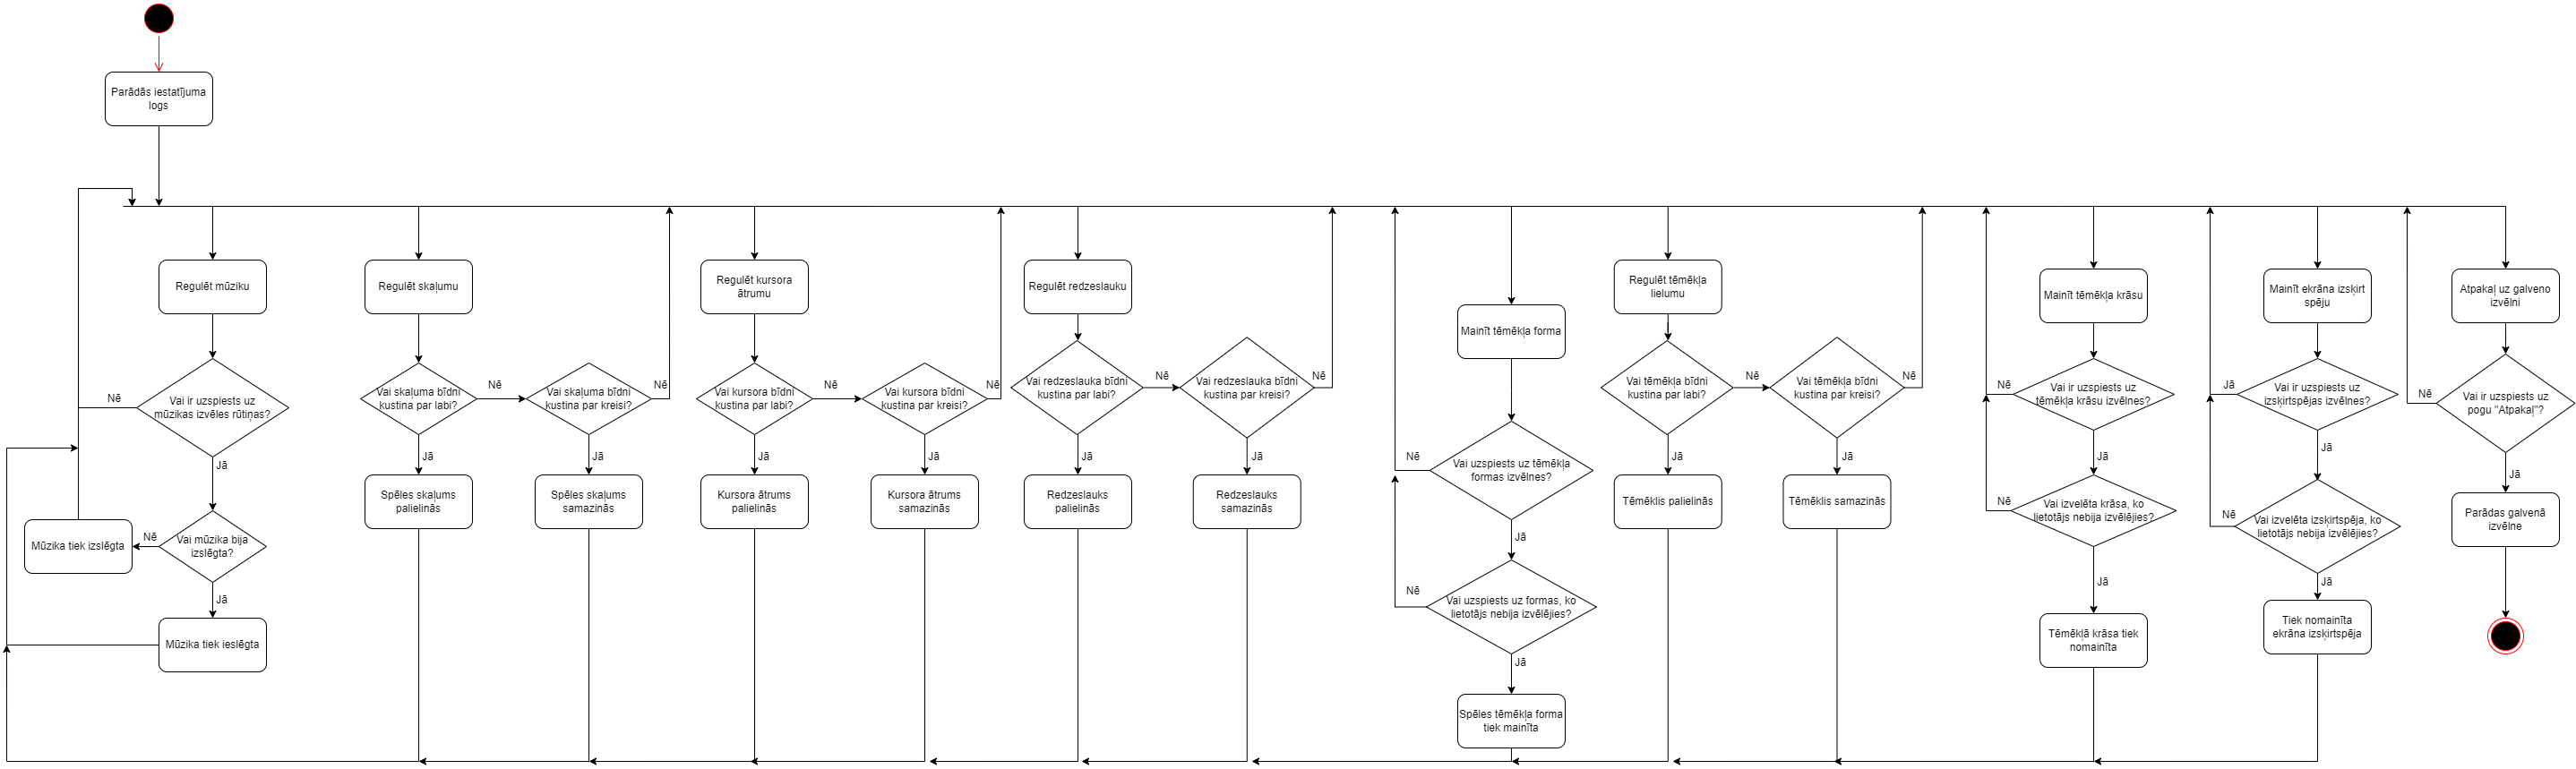 Parādās iestatījuma
logs
Regulēt mūziku
Vai ir uzspiests uz
mūzikas izvēles rūtiņas?
Nē
Jā
Vai mūzika bija
izslēgta?
Nē
Mūzika tiek izslēgta
Jā
Mūzika tiek ieslēgta
Regulēt skaļumu
Vai skaļuma bīdni
kustina par labi?
Nē
Vai skaļuma bīdni
kustina par kreisi?
Nē
Jā
Jā
Spēles skaļums
palielinās
Spēles skaļums
samazinās
Regulēt kursora
ātrumu
Vai kursora bīdni
kustina par labi?
Nē
Vai kursora bīdni
kustina par kreisi?
Nē
Jā
Jā
Kursora ātrums
palielinās
Kursora ātrums
samazinās
Regulēt redzeslauku
Vai redzeslauka bīdni
kustina par labi?
Nē
Vai redzeslauka bīdni
kustina par kreisi?
Nē
Jā
Jā
Redzeslauks
palielinās
Redzeslauks
samazinās
Mainīt tēmēkļa forma
Vai uzspiests uz tēmēkļa
formas izvēlnes?
Nē
Jā
Vai uzspiests uz formas, ko
lietotājs nebija izvēlējies?
Nē
Jā
Spēles tēmēkļa forma
tiek mainīta
Regulēt tēmēkļa
lielumu
Vai tēmēkļa bīdni
kustina par labi?
Nē
Vai tēmēkļa bīdni
kustina par kreisi?
Nē
Jā
Jā
Tēmēklis palielinās
Tēmēklis samazinās
Mainīt tēmēkļa krāsu
Vai ir uzspiests uz
tēmēkļa krāsu izvēlnes?
Nē
Jā
Vai izvelēta krāsa, ko
lietotājs nebija izvēlējies?
Nē
Jā
Tēmēkļā krāsa tiek
nomainīta
Mainīt ekrāna izsķirt
spēju
Vai ir uzspiests uz
izsķirtspējas izvēlnes?
Jā
Jā
Vai izvelēta izsķirtspēja, ko
lietotājs nebija izvēlējies?
Nē
Jā
Tiek nomainīta
ekrāna izsķirtspēja
Atpakaļ uz galveno
izvēlni
Vai ir uzspiests uz
pogu "Atpakaļ"?
Nē
Jā
Parādas galvenā
izvēlne